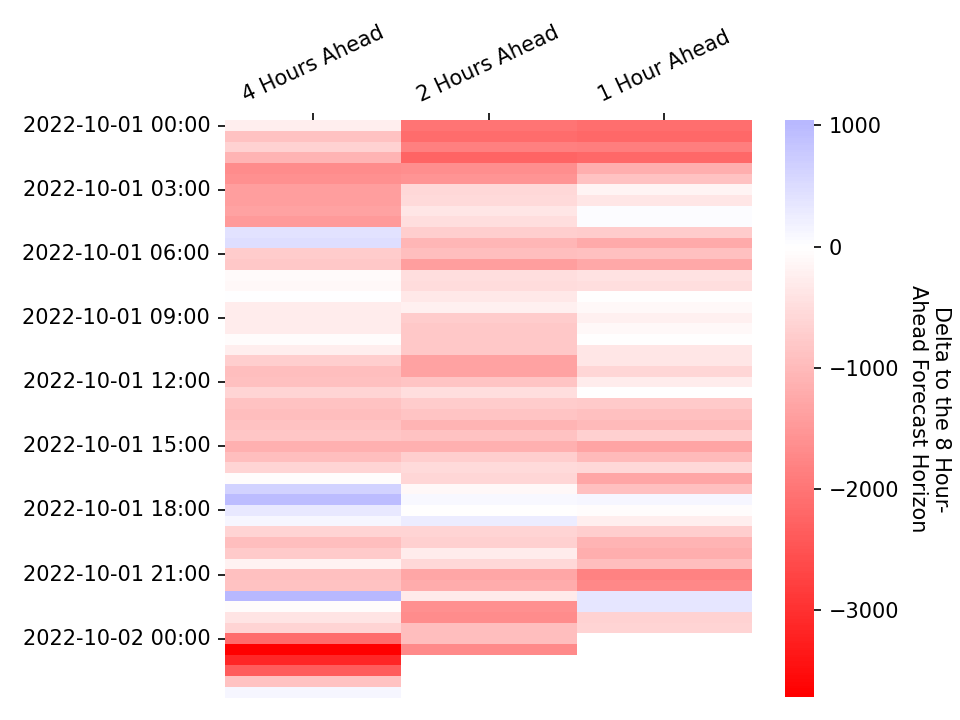 4 Hours Ahead
2 Hours Ahead
1 Hour Ahead
2022-10-01 00:00
2022-10-01 03:00
2022-10-01 06:00
2022-10-01 09:00
2022-10-01 12:00
2022-10-01 15:00
2022-10-01 18:00
2022-10-01 21:00
2022-10-02 00:00
1000
0
−1000
−2000
−3000
Delta to the 8 Hour-
Ahead Forecast Horizon